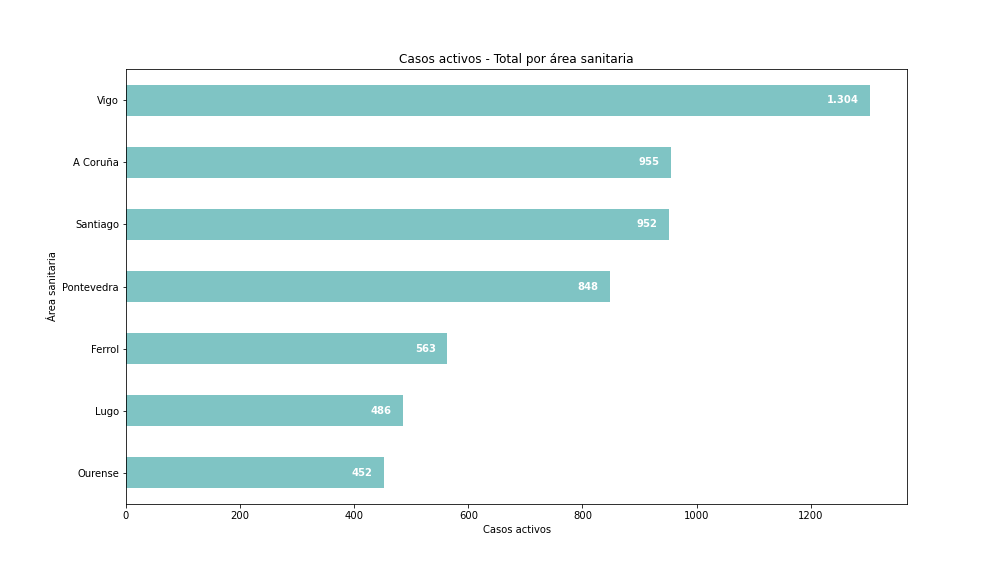 Casos activos - Total por área sanitaria
Vigo
1.304
A Coruña
955
Santiago
952
Pontevedra
848
Ferrol
563
Lugo
486
Ourense
452
Área sanitaria
0 200 400 600 800 1000 1200
Casos activos